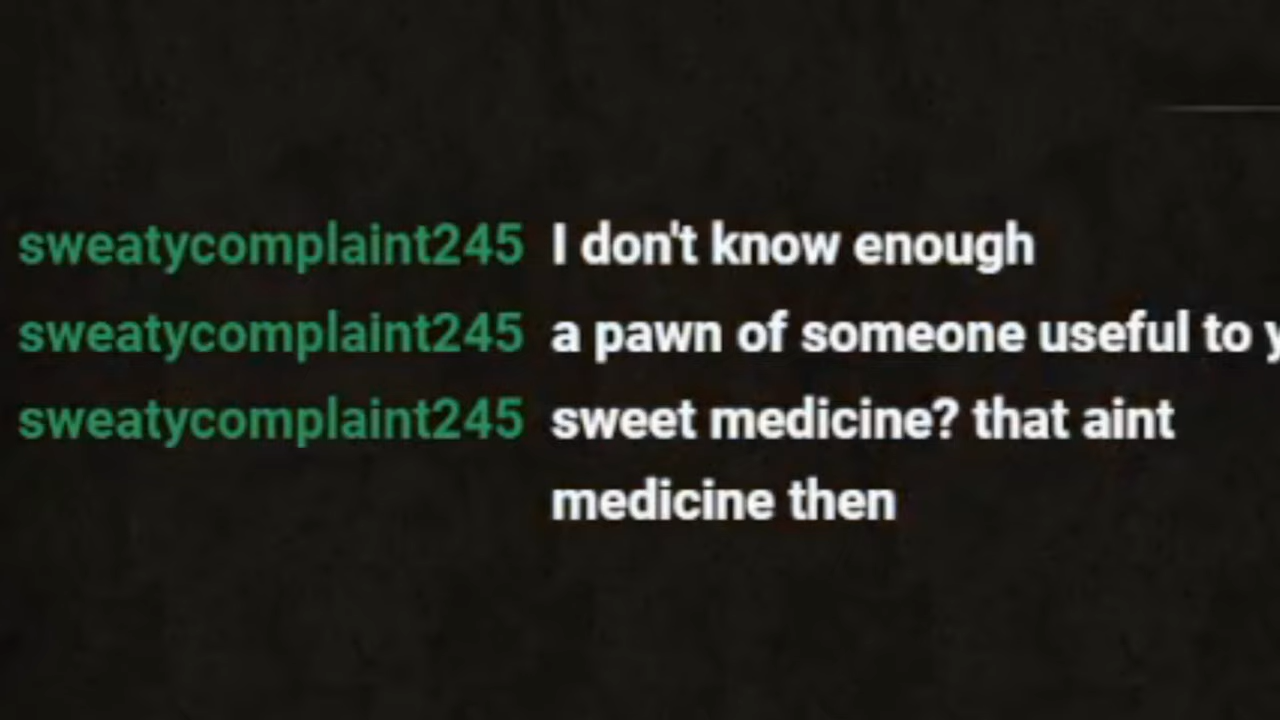 sweatycomplaint245 I don't know enough
sweatycomplaint245 a pawn of someone useful to
sweatycomplaint245 sweet medicine? that aint
medicine then